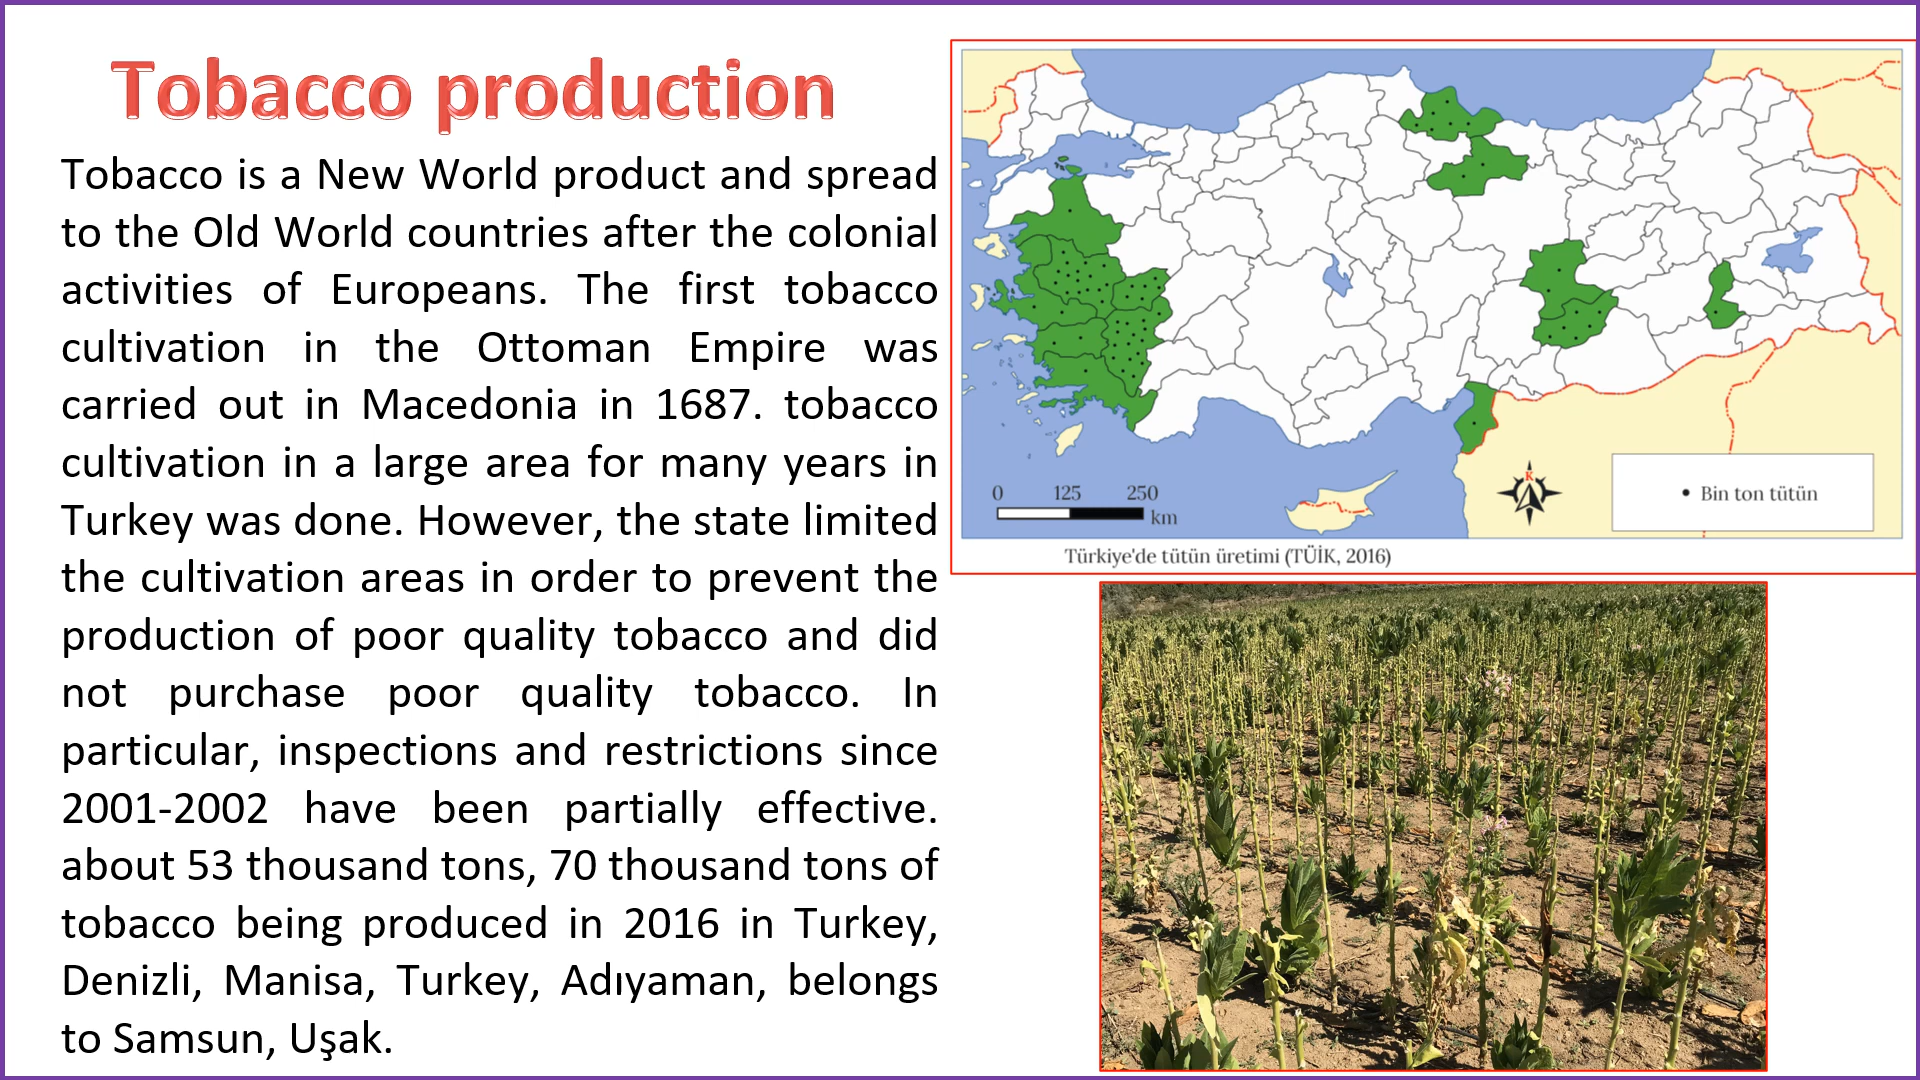 Tobacco production
Tobacco is a New World product and spread
to the Old World countries after the colonial
activities of Europeans. The first tobacco
cultivation in the Ottoman Empire was
carried out in Macedonia in 1687. tobacco
cultivation in a large area for many years in
Turkey was done. However, the state limited
the cultivation areas in order to prevent the
production of poor quality tobacco and did
not purchase poor quality tobacco. In
particular, inspections and restrictions since
2001-2002 have been partially effective.
about 53 thousand tons, 70 thousand tons of
tobacco being produced in 2016 in Turkey,
Denizli, Manisa, Turkey, Adıyaman, belongs
to Samsun, Uşak.
0 125 250
km
K
Bin ton tütün
Türkiye'de tütün üretimi (TÜİK, 2016)